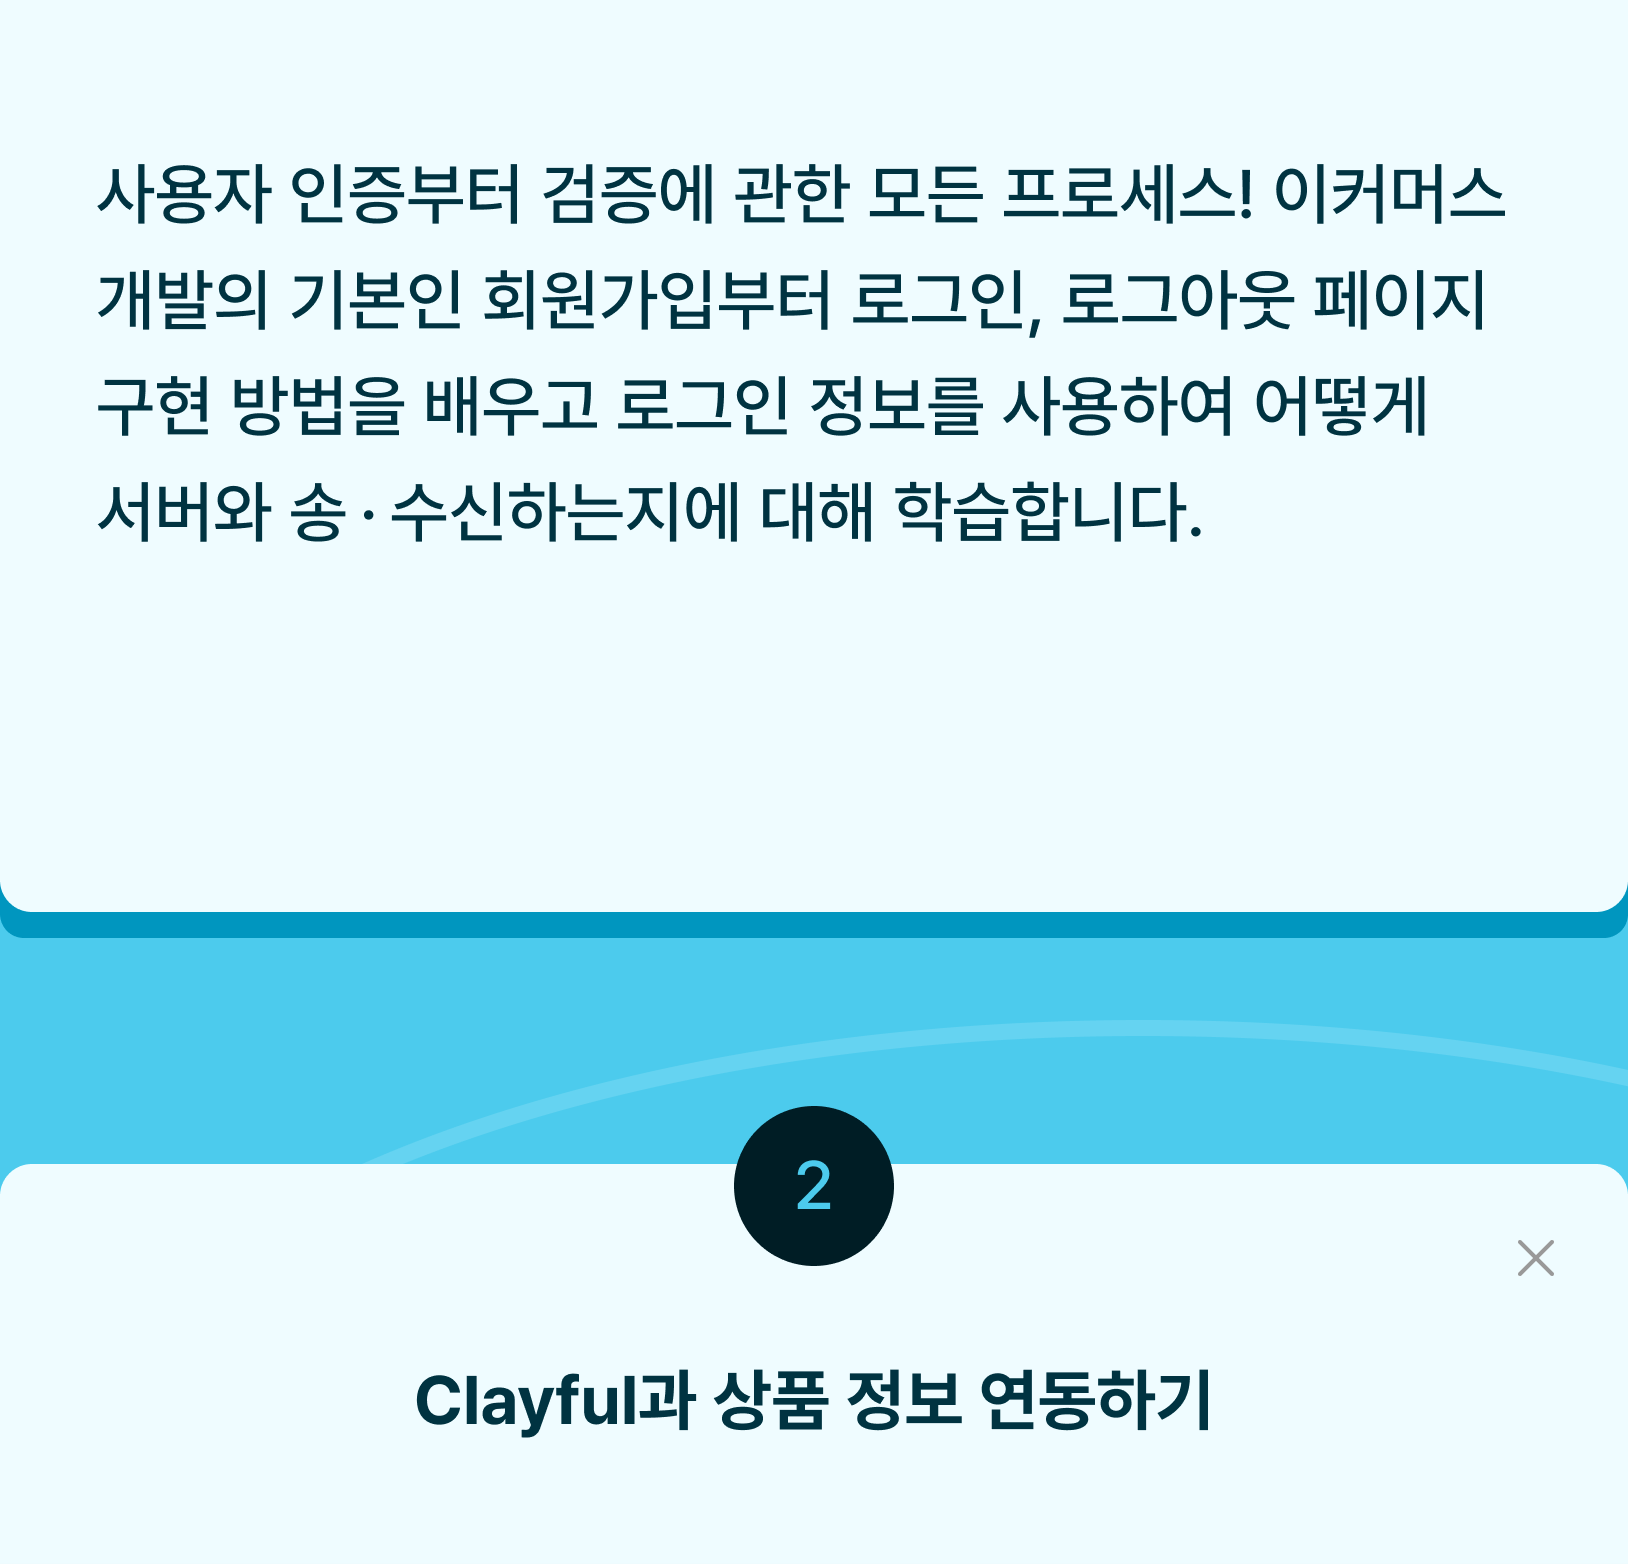 사용자 인증부터 검증에 관한 모든 프로세스! 이커머스
개발의 기본인 회원가입부터 로그인, 로그아웃 페이지
구현 방법을 배우고 로그인 정보를 사용하여 어떻게
서버와 송·수신하는지에 대해 학습합니다.
2
Clayful과 상품 정보 연동하기